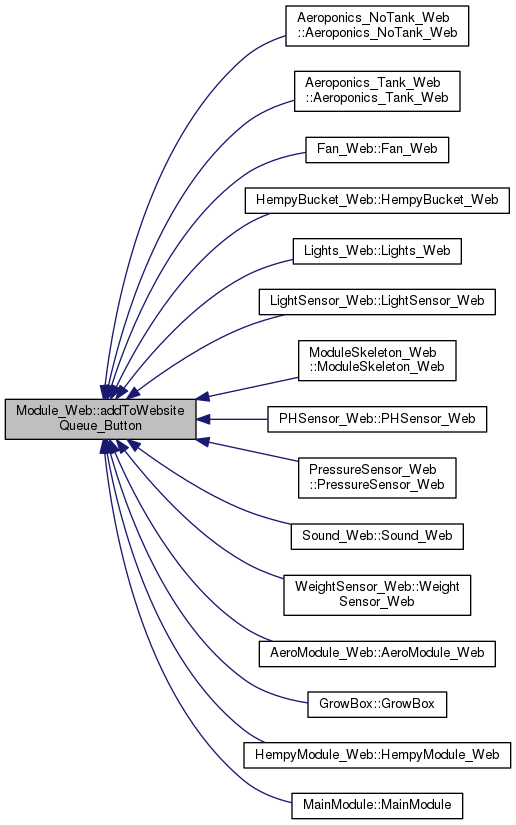 Aeroponics_NoTank_Web
::Aeroponics_NoTank_Web
Aeroponics_Tank_Web
::Aeroponics_Tank_Web
Fan_Web::Fan_Web
HempyBucket_Web::HempyBucket_Web
Lights_Web::Lights_Web
LightSensor_Web::LightSensor_Web
ModuleSkeleton_Web
::ModuleSkeleton_Web
Module_Web::addToWebsite
Queue_Button
PHSensor_Web::PHSensor_Web
PressureSensor_Web
::PressureSensor_Web
Sound_Web::Sound_Web
WeightSensor_Web::Weight
Sensor_Web
AeroModule_Web::AeroModule_Web
GrowBox::GrowBox
HempyModule_Web::HempyModule_Web
MainModule::MainModule